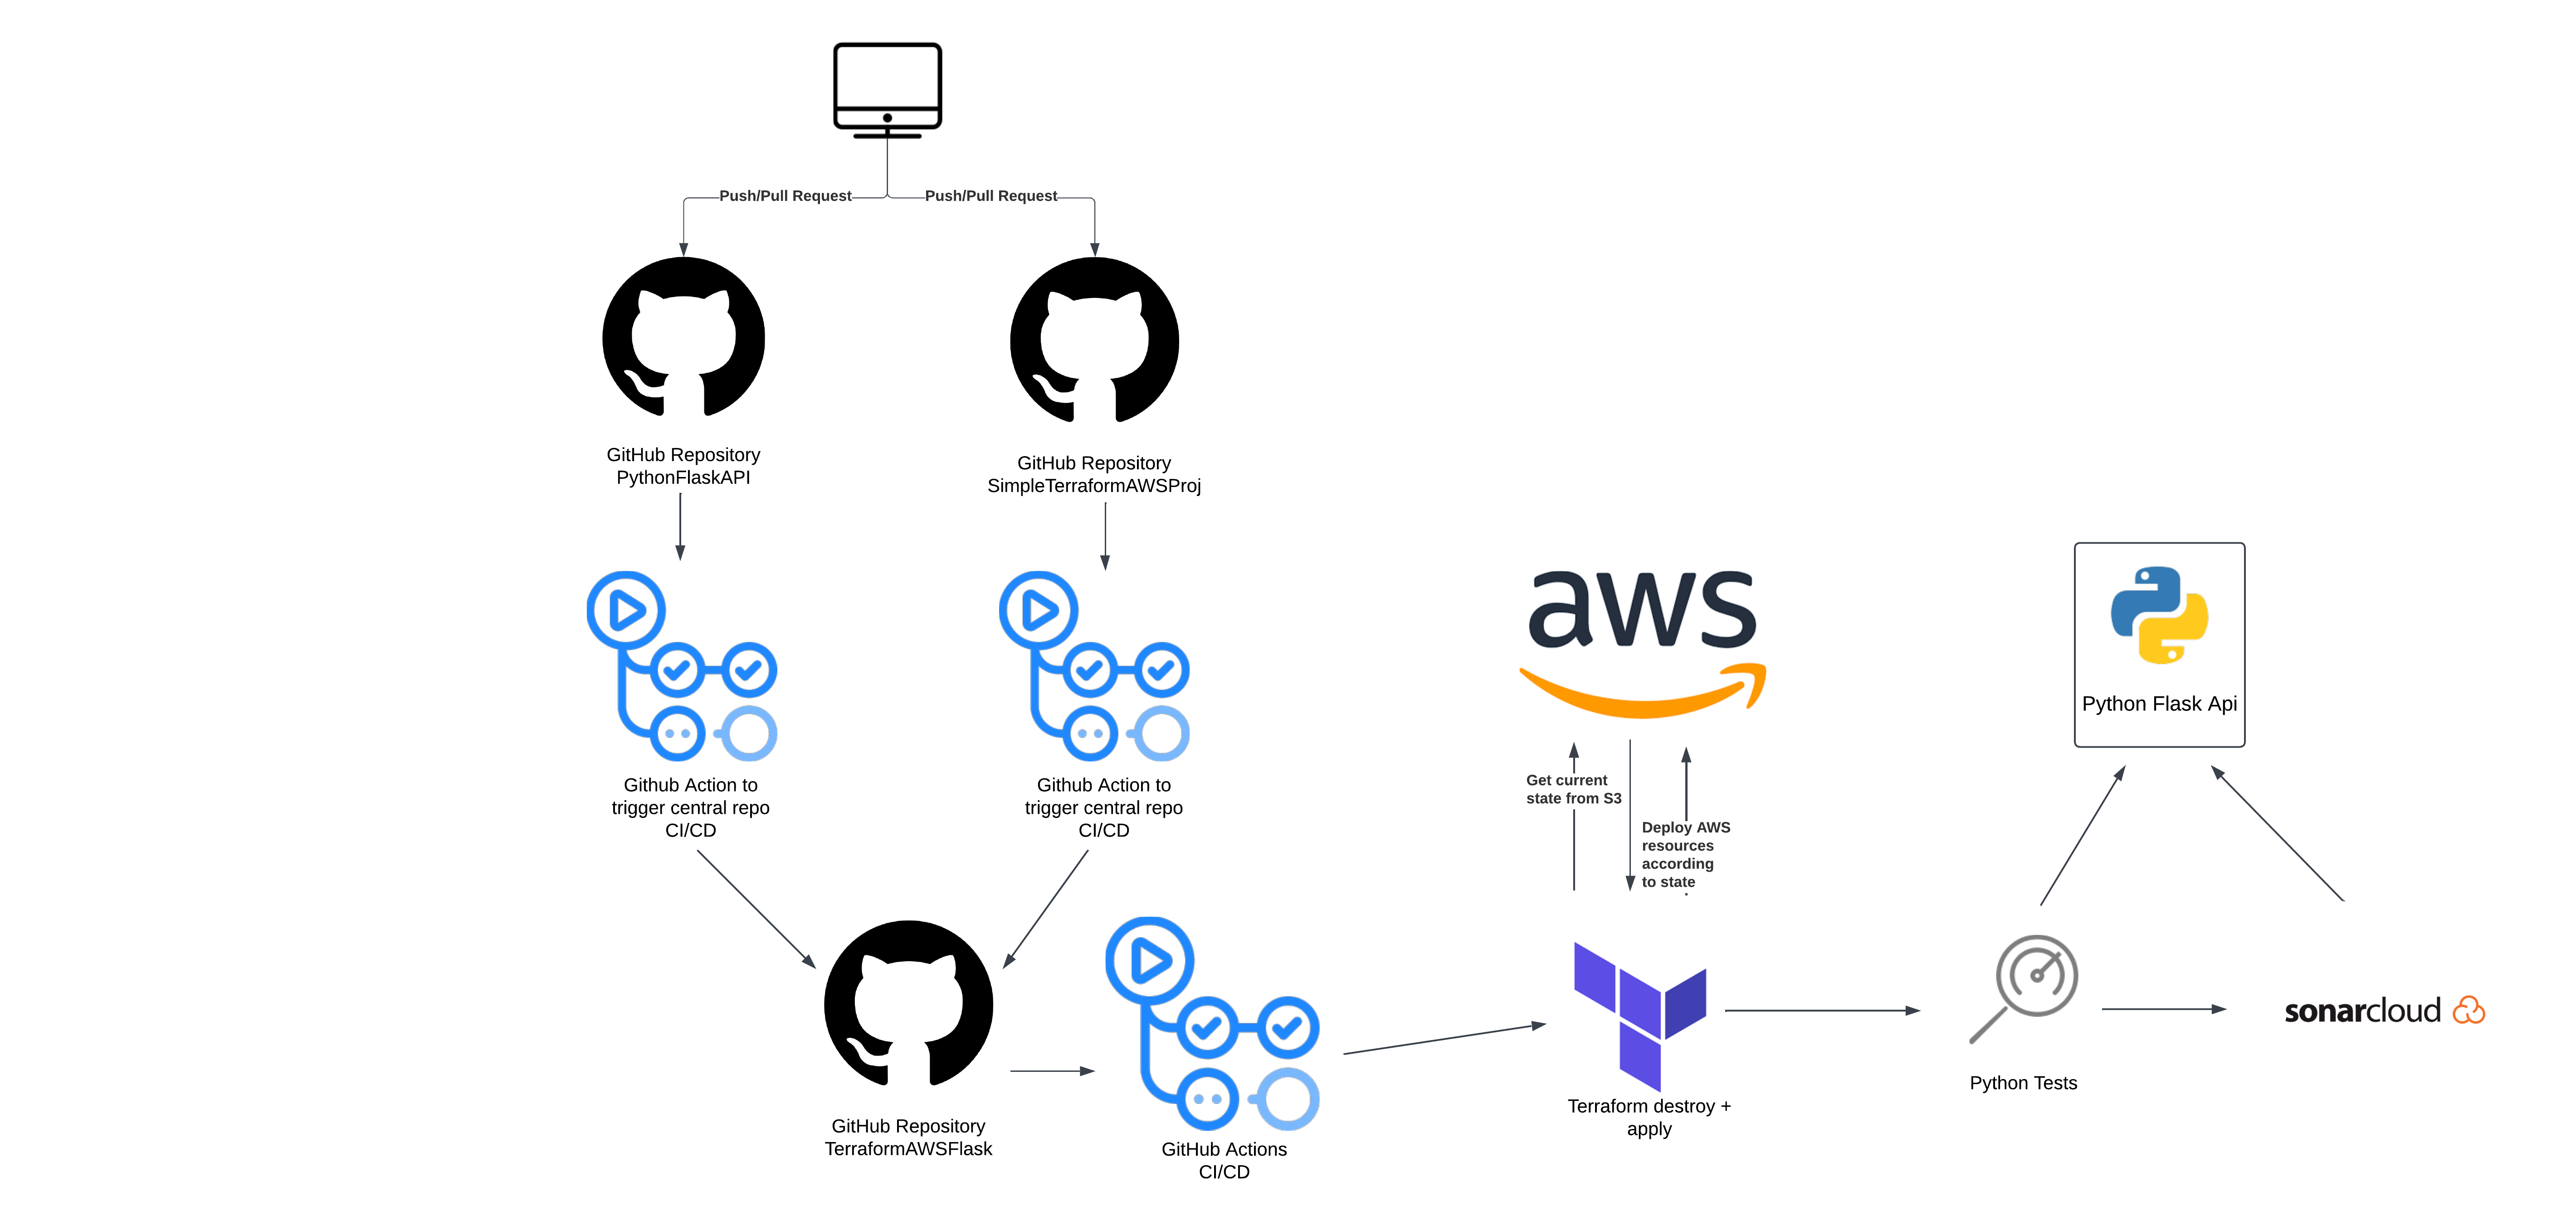 Push/Pull Request
Push/Pull Request
GitHub Repository
PythonFlaskAPI
GitHub Repository
SimpleTerraformAWSProj
Github Action to
trigger central repo
CI/CD
Github Action to
trigger central repo
CI/CD
GitHub Repository
TerraformAWSFlask
GitHub Actions
CI/CD
aws
Get current
state from S3
Deploy AWS
resources
according
to state
Terraform destroy +
apply
Python Flask Api
Python Tests
sonarcloud